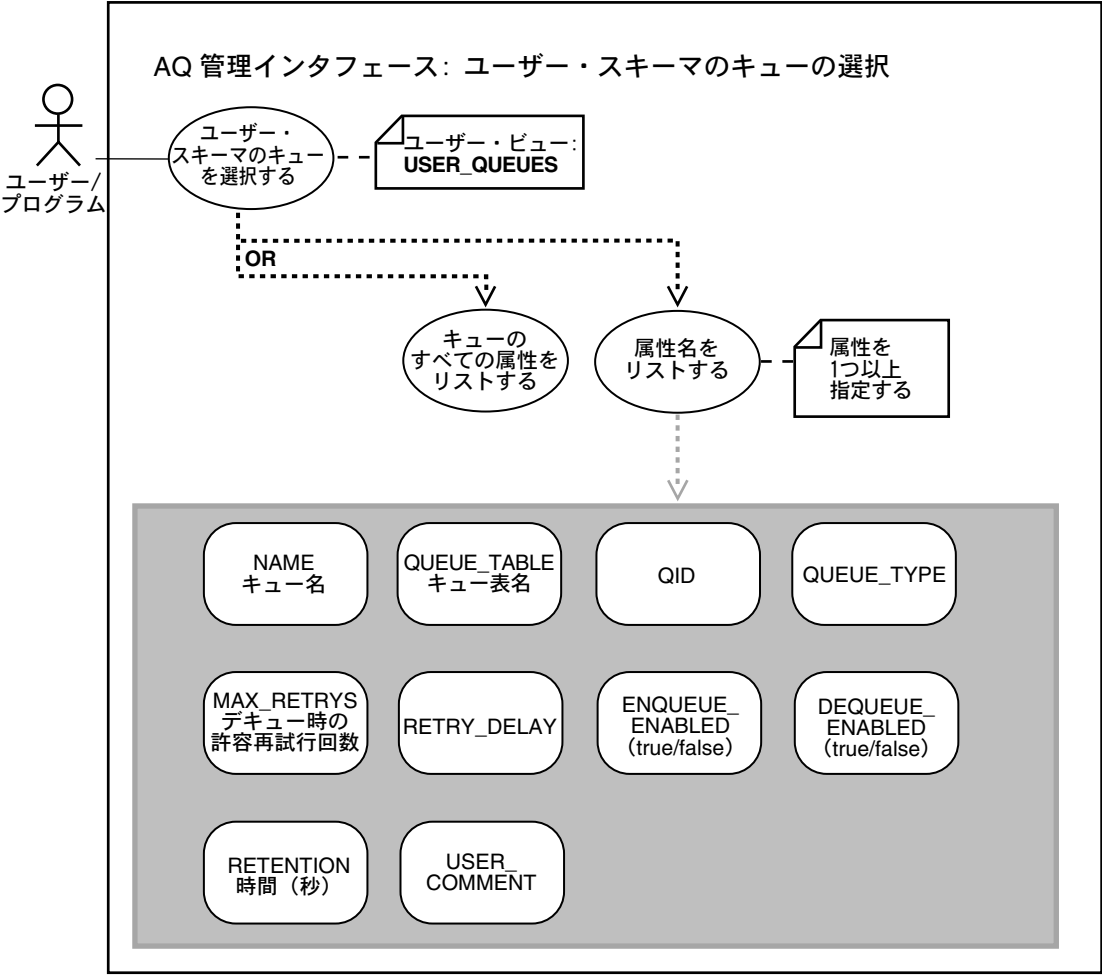 AQ 管理インタフェース: ユーザー・スキーマのキューの選択
ユーザー/
プログラム
ユーザー・
スキーマのキュー
を選択する
ユーザー・ビュー:
USER_QUEUES
OR
キューの
すべての属性を
リストする
属性名を
リストする
属性を
1つ以上
指定する
NAME
キュー名
QUEUE_TABLE
キュー表名
QID
QUEUE_TYPE
MAX_RETRYS
デキュー時の
許容再試行回数
RETRY_DELAY
ENQUEUE_
ENABLED
(true/false)
DEQUEUE_
ENABLED
(true/false)
RETENTION
時間（秒）
USER_
COMMENT